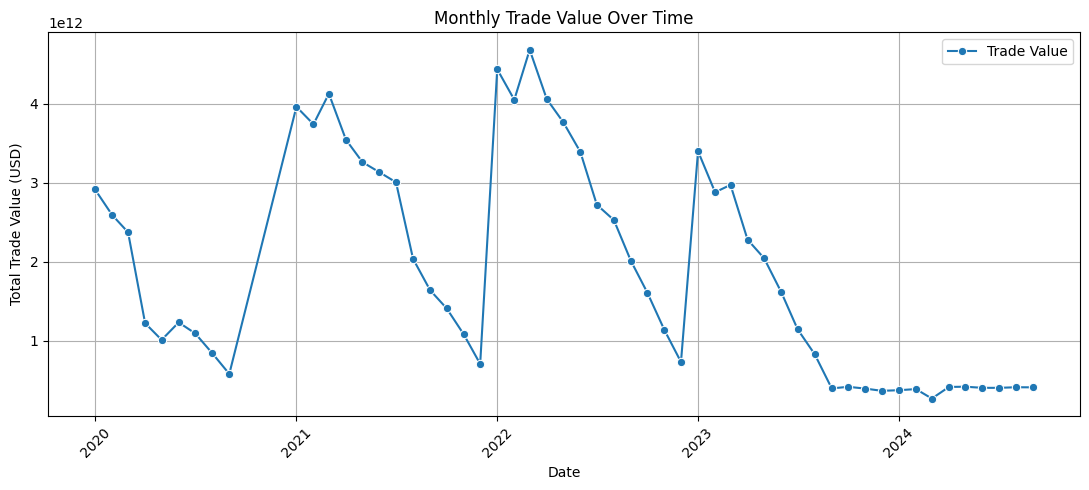 Monthly Trade Value Over Time
1e12
Trade Value
4
3
2
1
Total Trade Value (USD)
2020
2021
2022
2023
2024
Date